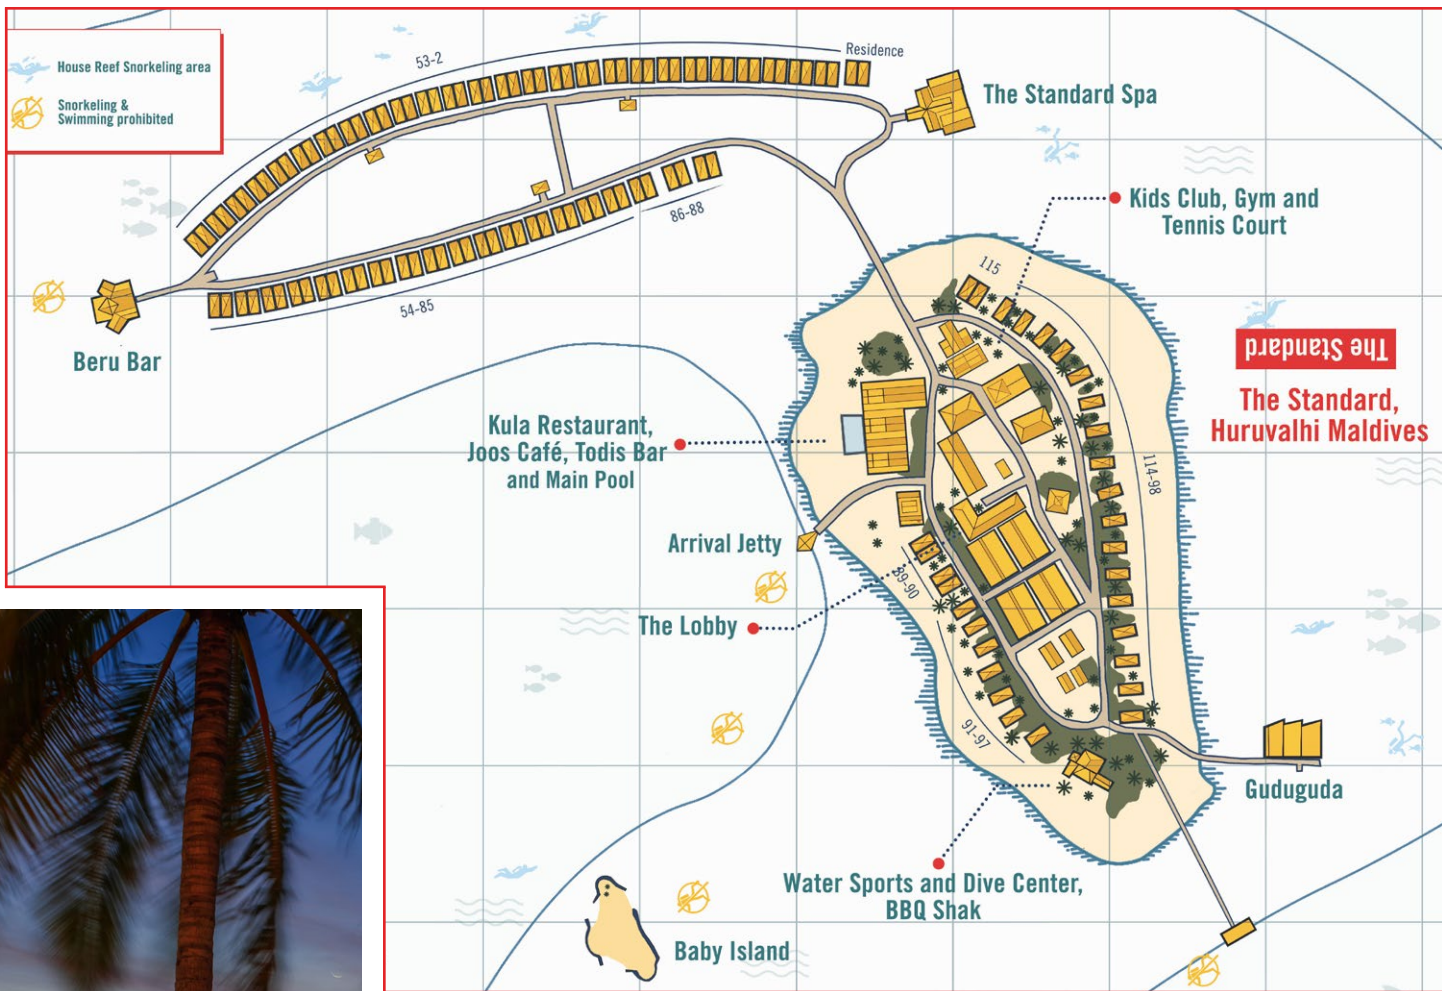 House Reef Snorkeling area
Snorkeling &
Swimming prohibited
53-2
Residence
The Standard Spa
Kids Club, Gym and
Tennis Court
86-88
54-85
Beru Bar
115
The Standard
The Standard,
Huruvalhi Maldives
Kula Restaurant,
Joos Café, Todis Bar
and Main Pool
114-98
Arrival Jetty
89-90
The Lobby
91-97
Guduguda
Water Sports and Dive Center,
BBQ Shak
Baby Island